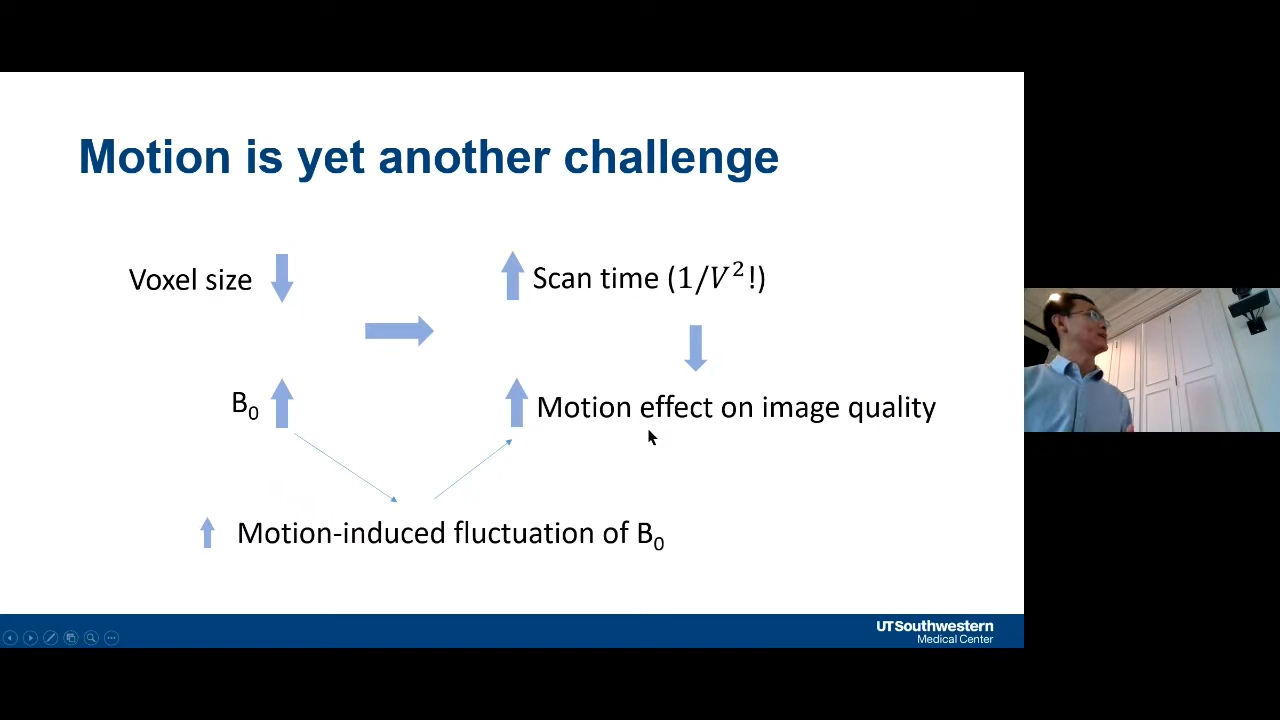 Motion is yet another challenge
Voxel size
Scan time (1/V²!)
B₀
Motion effect on image quality
Motion-induced fluctuation of B₀
UTSouthwestern
Medical Center